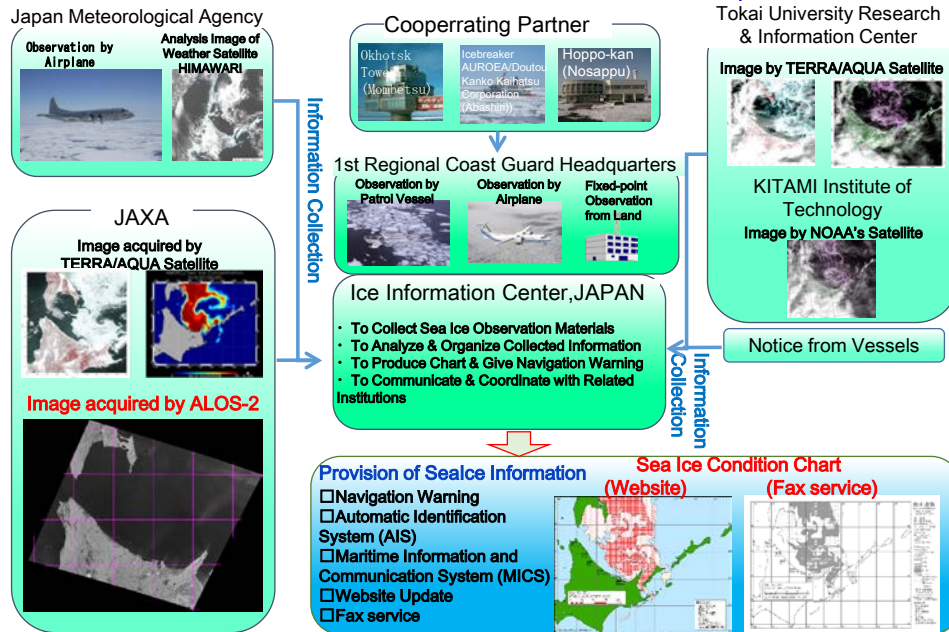 Japan Meteorological Agency
Observation by
Airplane
Analysis Image of
Weather Satellite
HIMAWARI
Information Collection
Cooperrating Partner
Okhotsk
Tower
(Mombetsu)
Icebreaker
AUROEA/Doutou
Kanko Kaihatsu
Corporation
(Abashiri)
Hoppo-kan
(Nosappu)
Tokai University Research
& Information Center
Image by TERRA/AQUA Satellite
KITAMI Institute of
Technology
Image by NOAA's Satellite
1st Regional Coast Guard Headquarters
Observation by
Patrol Vessel
Observation by
Airplane
Fixed-point
Observation
from Land
JAXA
Image acquired by
TERRA/AQUA Satellite
Image acquired by ALOS-2
Ice Information Center,JAPAN
・ To Collect Sea Ice Observation Materials
・ To Analyze & Organize Collected Information
・ To Produce Chart & Give Navigation Warning
・ To Communicate & Coordinate with Related
Institutions
Notice from Vessels
Information
Collection
Provision of SeaIce Information
□Navigation Warning
□Automatic Identification
System (AIS)
□Maritime Information and
Communication System (MICS)
□Website Update
□Fax service
Sea Ice Condition Chart
(Website)
(Fax service)